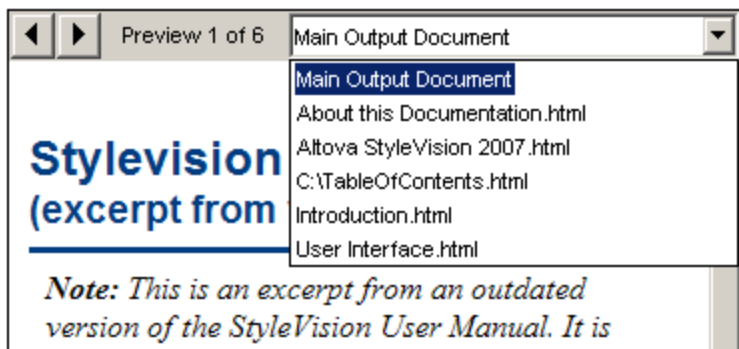 Preview 1 of 6 Main Output Document
Main Output Document
About this Documentation.html
Altova StyleVision 2007.html
C:\TableOfContents.html
Introduction.html
User Interface.html
Stylevision
(excerpt from
Note: This is an excerpt from an outdated
version of the StyleVision User Manual. It is